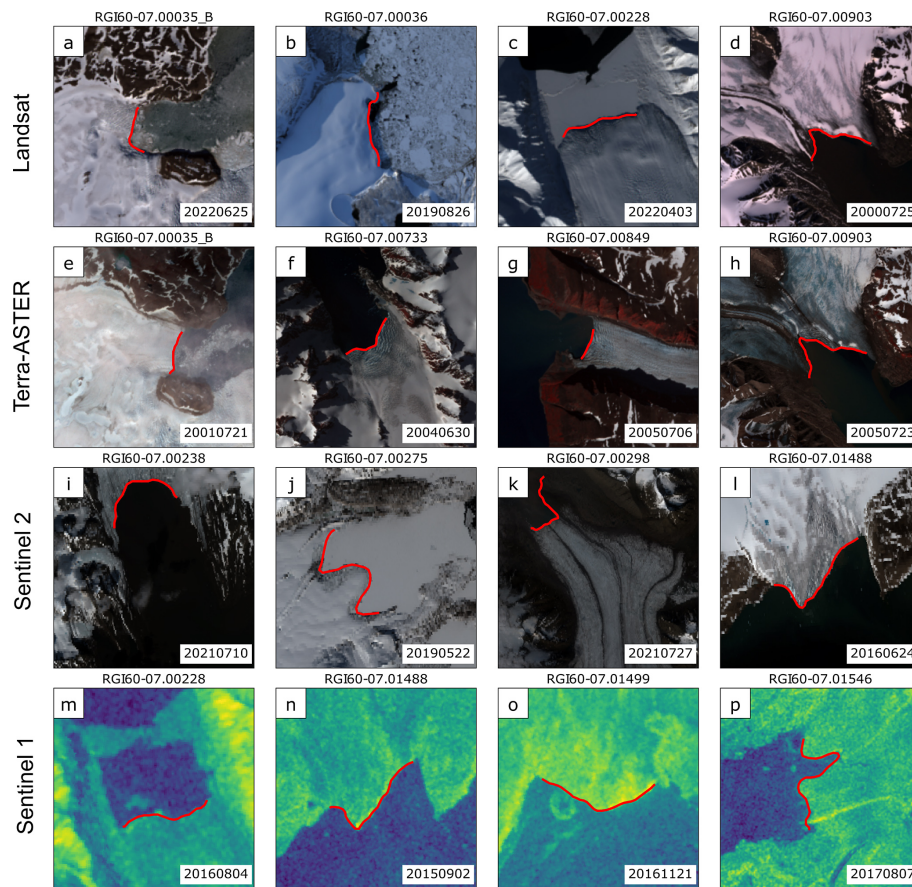 RGI60-07.00035_B RGI60-07.00036 RGI60-07.00228 RGI60-07.00903
Landsat
a b c d
20220625 20190826 20220403 20000725
RGI60-07.00035_B RGI60-07.00733 RGI60-07.00849 RGI60-07.00903
Terra-ASTER
e f g h
20010721 20040630 20050706 20050723
RGI60-07.00238 RGI60-07.00275 RGI60-07.00298 RGI60-07.01488
Sentinel 2
i j k l
20210710 20190522 20210727 20160624
RGI60-07.00228 RGI60-07.01488 RGI60-07.01499 RGI60-07.01546
Sentinel 1
m n o p
20160804 20150902 20161121 20170807